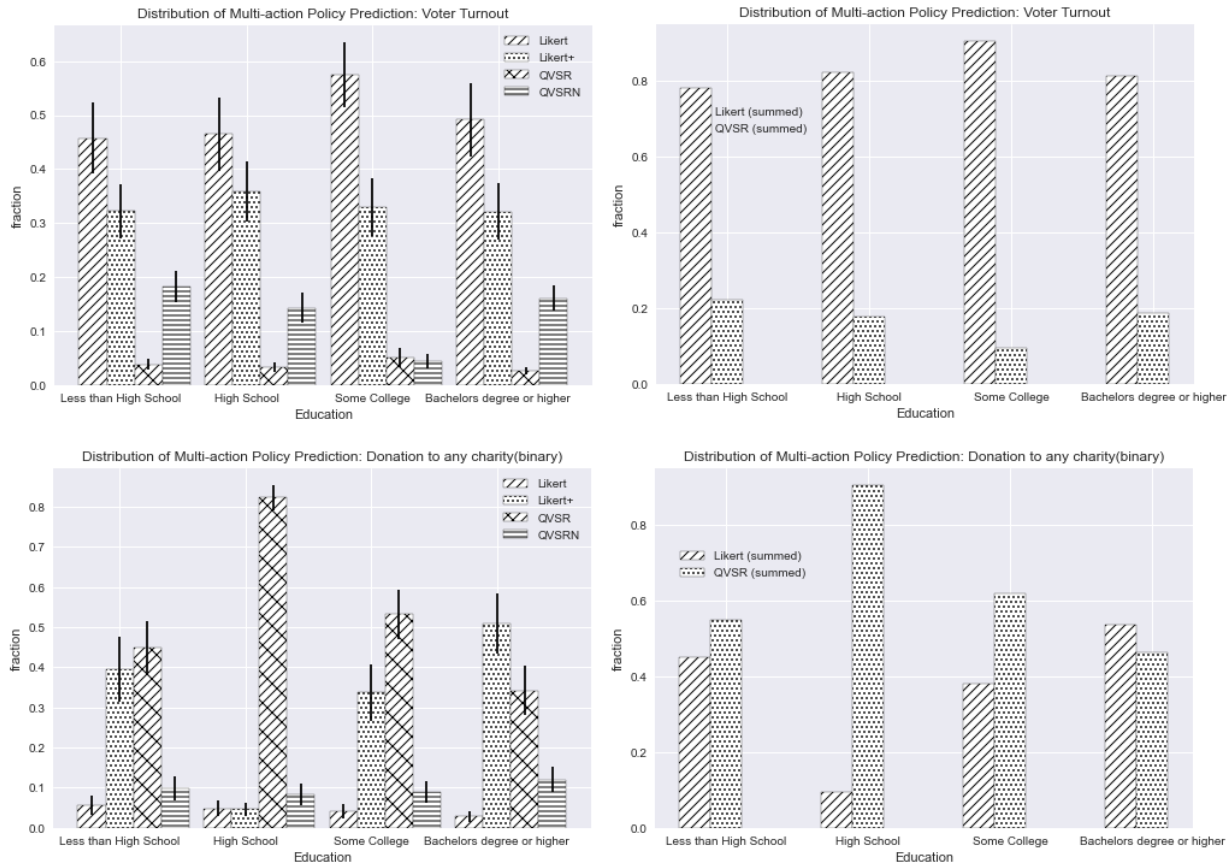 Distribution of Multi-action Policy Prediction: Voter Turnout
Likert
Likert+
QVSR
QVSRN
0.6
0.5
0.4
0.3
0.2
0.1
0.0
fraction
Less than High School
High School
Some College
Bachelors degree or higher
Education
Distribution of Multi-action Policy Prediction: Voter Turnout
Likert (summed)
QVSR (summed)
0.8
0.6
0.4
0.2
0.0
fraction
Less than High School
High School
Some College
Bachelors degree or higher
Education
Distribution of Multi-action Policy Prediction: Donation to any charity(binary)
Likert
Likert+
QVSR
QVSRN
0.8
0.7
0.6
0.5
0.4
0.3
0.2
0.1
0.0
fraction
Less than High School
High School
Some College
Bachelors degree or higher
Education
Distribution of Multi-action Policy Prediction: Donation to any charity(binary)
Likert (summed)
QVSR (summed)
0.8
0.6
0.4
0.2
0.0
fraction
Less than High School
High School
Some College
Bachelors degree or higher
Education